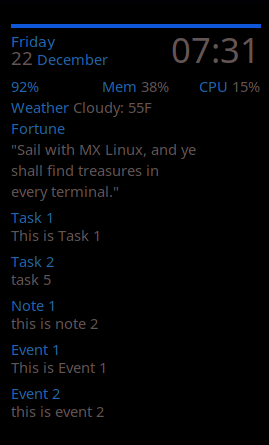 Friday
22 December 07:31
92% Mem 38% CPU 15%
Weather Cloudy: 55F
Fortune
"Sail with MX Linux, and ye
shall find treasures in
every terminal."
Task 1
This is Task 1
Task 2
task 5
Note 1
this is note 2
Event 1
This is Event 1
Event 2
this is event 2